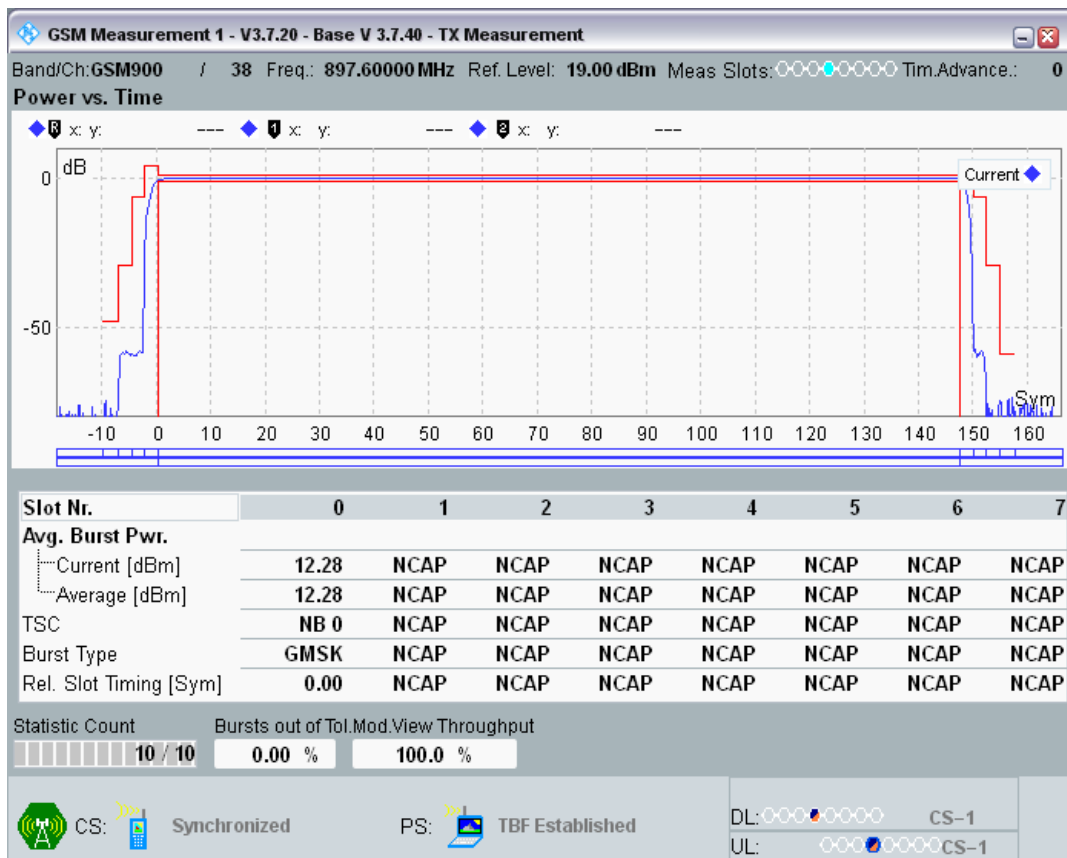 GSM Measurement 1 - V3.7.20 - Base V 3.7.40 - TX Measurement
Band/Ch:GSM900 / 38 Freq.: 897.60000 MHz Ref. Level: 19.00 dBm Meas Slots: Tim.Advance.: 0
Power vs. Time
R x: y: --- 1 x: y: --- 2 x: y: ---
dB
Current
0
-50
Sym
-10 0 10 20 30 40 50 60 70 80 90 100 110 120 130 140 150 160
Slot Nr. 0 1 2 3 4 5 6 7
Avg. Burst Pwr.
Current [dBm] 12.28 NCAP NCAP NCAP NCAP NCAP NCAP NCAP
Average [dBm] 12.28 NCAP NCAP NCAP NCAP NCAP NCAP NCAP
TSC NB 0 NCAP NCAP NCAP NCAP NCAP NCAP NCAP
Burst Type GMSK NCAP NCAP NCAP NCAP NCAP NCAP NCAP
Rel. Slot Timing [Sym] 0.00 NCAP NCAP NCAP NCAP NCAP NCAP NCAP
Statistic Count Bursts out of Tol.Mod.View Throughput
10 / 10 0.00 % 100.0 %
CS: Synchronized PS: TBF Established
DL: CS-1
UL: CS-1